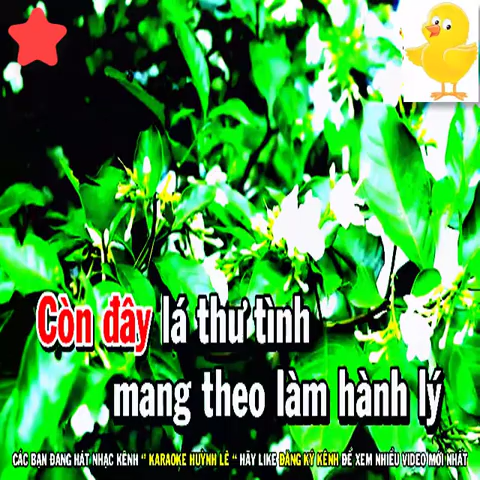 Còn đây lá thư tình
mang theo làm hành lý
CÁC BẠN ĐANG HÁT NHẠC KÊNH " KARAOKE HUỲNH LÊ " HÃY LIKE ĐĂNG KÝ KÊNH ĐỂ XEM NHIỀU VIDEO MỚI NHẤT